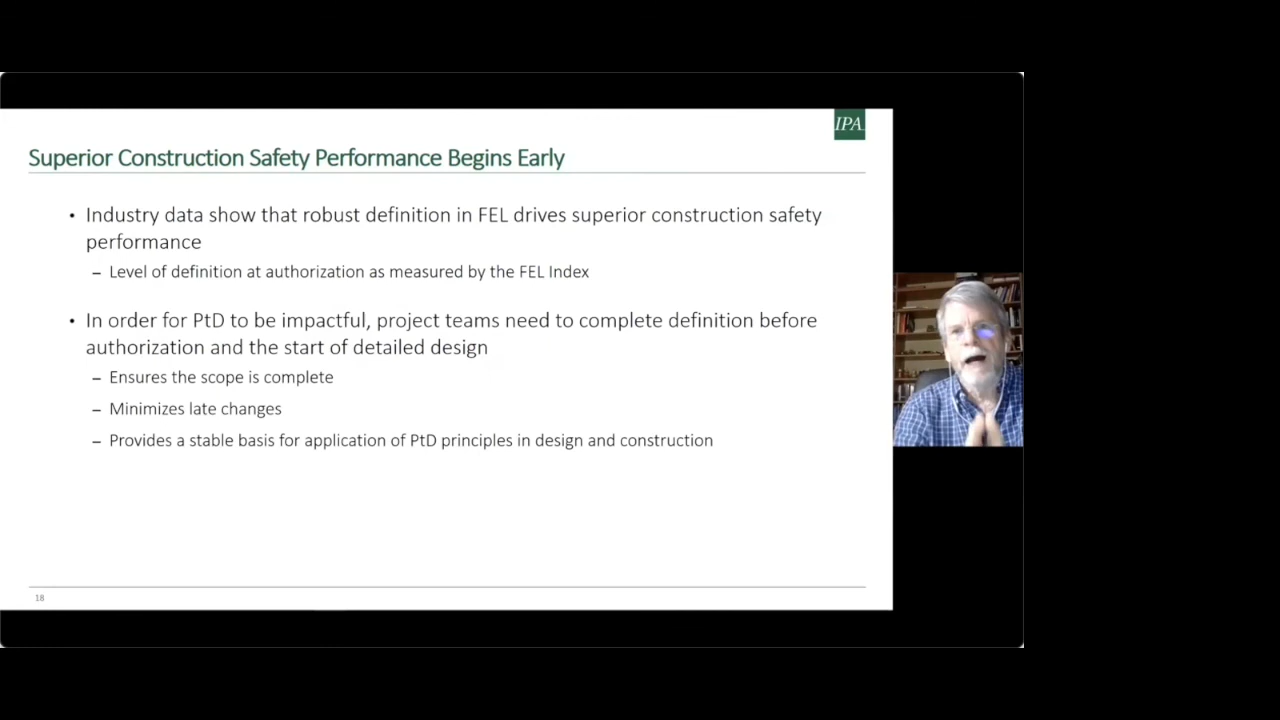 IPA
Superior Construction Safety Performance Begins Early
• Industry data show that robust definition in FEL drives superior construction safety
performance
– Level of definition at authorization as measured by the FEL Index
• In order for PtD to be impactful, project teams need to complete definition before
authorization and the start of detailed design
– Ensures the scope is complete
– Minimizes late changes
– Provides a stable basis for application of PtD principles in design and construction
18